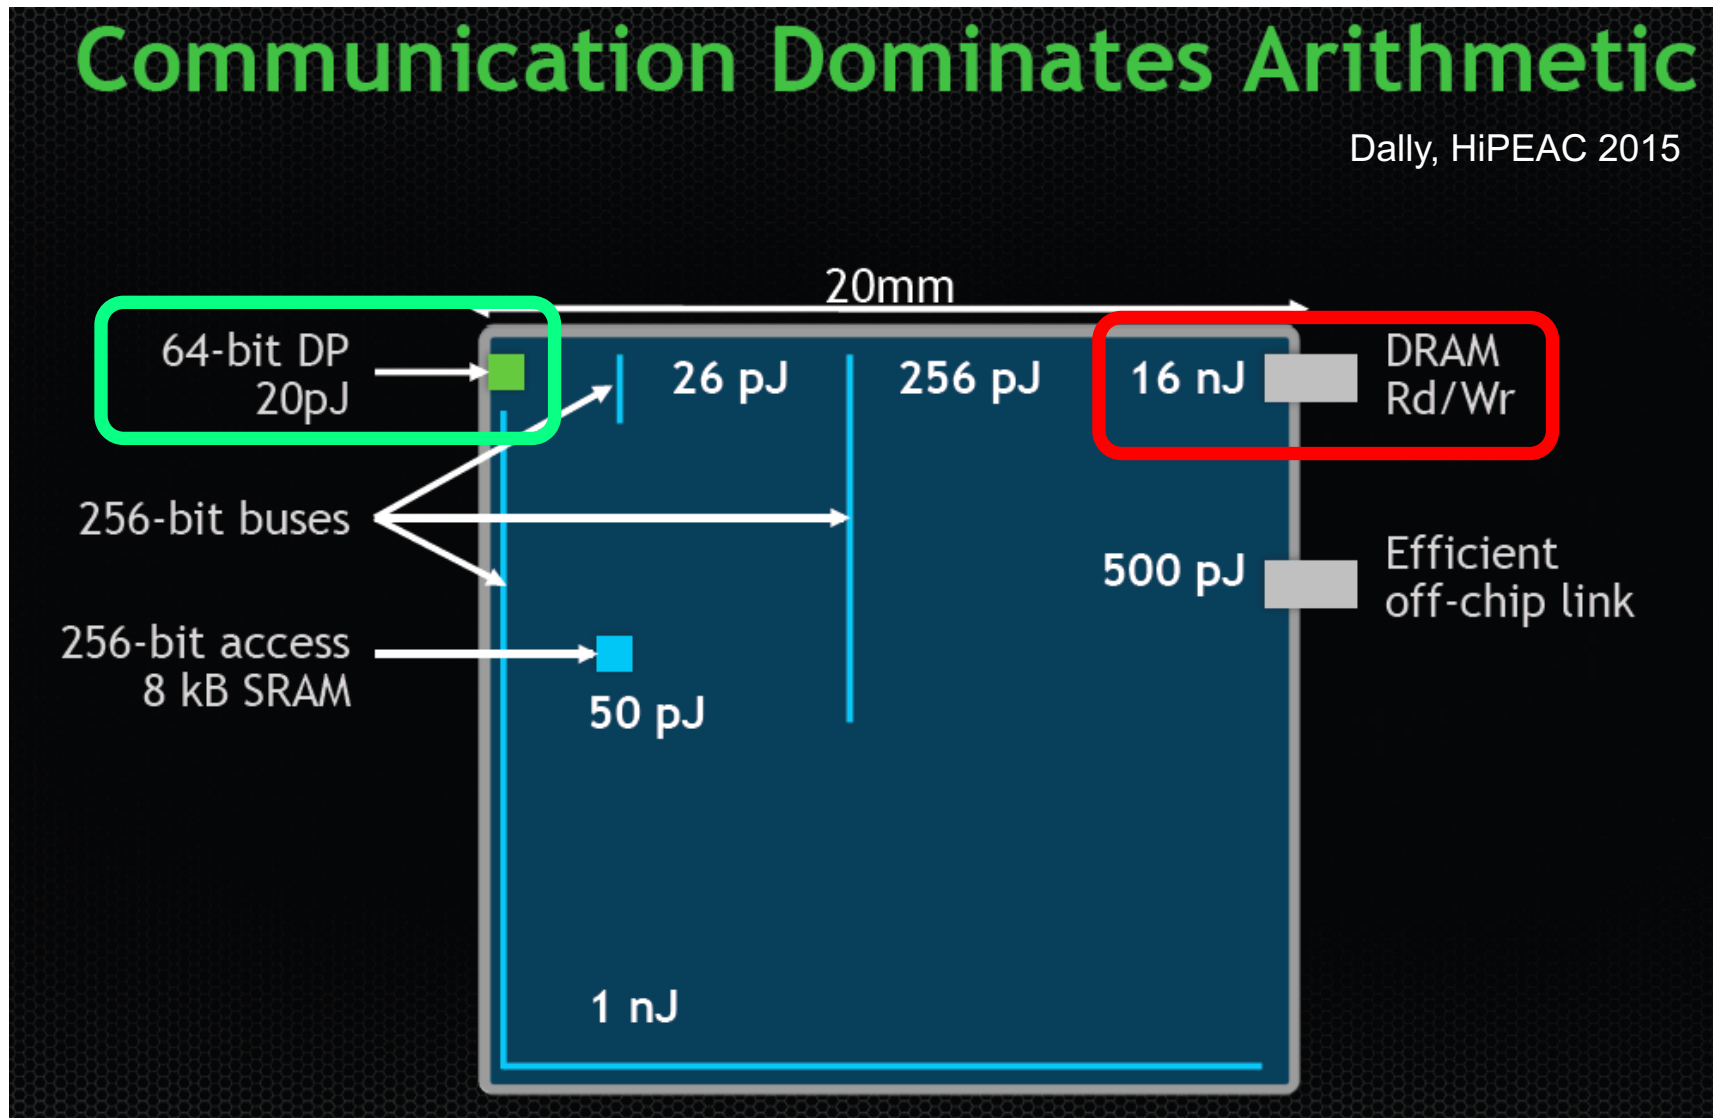 Communication Dominates Arithmetic
Dally, HiPEAC 2015
20mm
64-bit DP
20pJ
26 pJ
256 pJ
16 nJ
DRAM
Rd/Wr
256-bit buses
500 pJ
Efficient
off-chip link
256-bit access
8 kB SRAM
50 pJ
1 nJ